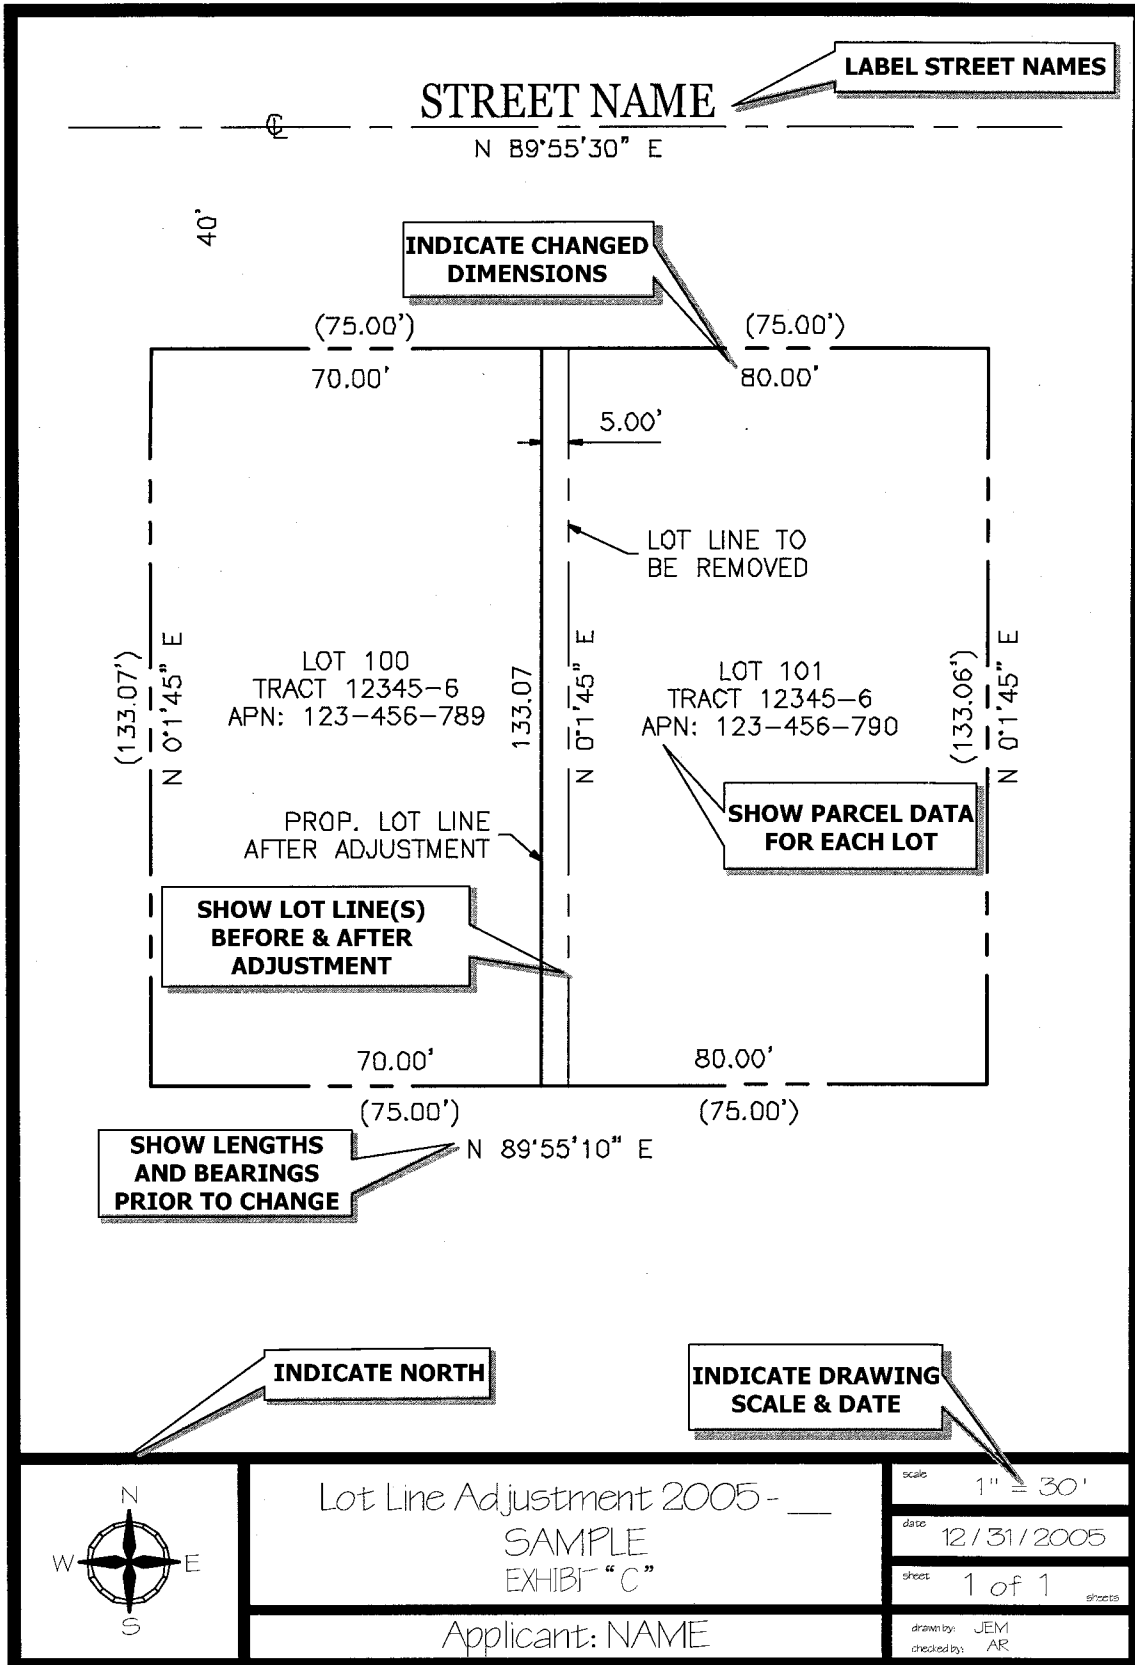 LABEL STREET NAMES
STREET NAME
℄
N 89°55'30" E
40'
INDICATE CHANGED
DIMENSIONS
(75.00')
(75.00')
70.00'
80.00'
5.00'
LOT LINE TO
BE REMOVED
(133.07')
N 0°1'45" E
LOT 100
TRACT 12345-6
APN: 123-456-789
133.07
N 0°1'45" E
LOT 101
TRACT 12345-6
APN: 123-456-790
(133.06')
N 0°1'45" E
SHOW PARCEL DATA
FOR EACH LOT
PROP. LOT LINE
AFTER ADJUSTMENT
SHOW LOT LINE(S)
BEFORE & AFTER
ADJUSTMENT
70.00'
80.00'
(75.00')
(75.00')
N 89°55'10" E
SHOW LENGTHS
AND BEARINGS
PRIOR TO CHANGE
INDICATE NORTH
INDICATE DRAWING
SCALE & DATE
N
W
E
S
Lot Line Adjustment 2005-___
SAMPLE
EXHIBIT "C"
Applicant: NAME
scale 1" = 30'
date 12/31/2005
sheet 1 of 1 sheets
drawn by: JEM
checked by: AR